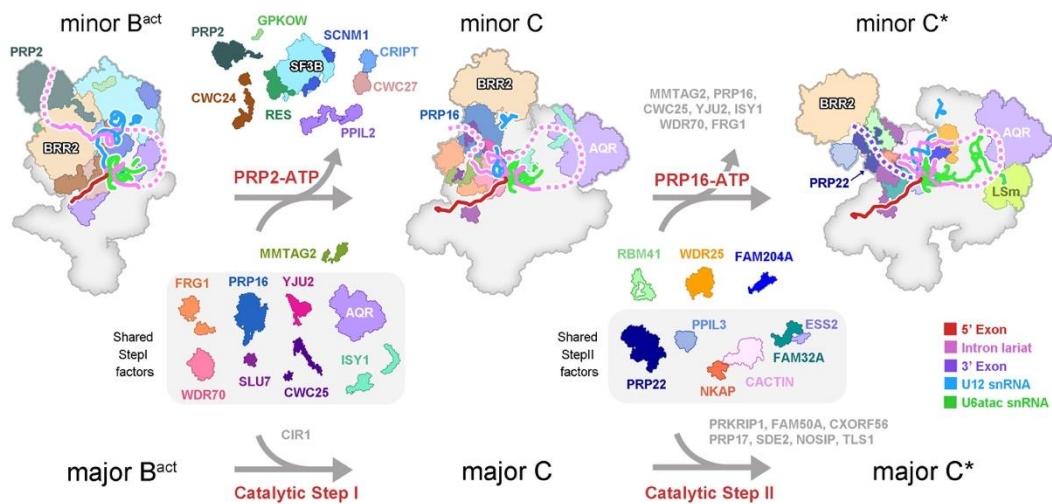 minor Bact
minor C
minor C*
PRP2
BRR2
PRP2
GPKOW
SF3B
SCNM1
CRIPT
CWC27
CWC24
RES
PPIL2
PRP2-ATP
BRR2
PRP16
AQR
MMTAG2, PRP16,
CWC25, YJU2, ISY1
WDR70, FRG1
PRP16-ATP
BRR2
AQR
PRP22
LSm
MMTAG2
Shared
StepI
factors
FRG1
PRP16
YJU2
AQR
WDR70
SLU7
CWC25
ISY1
RBM41
WDR25
FAM204A
Shared
StepII
factors
PRP22
PPIL3
NKAP
CACTIN
FAM32A
ESS2
5' Exon
Intron lariat
3' Exon
U12 snRNA
U6atac snRNA
CIR1
PRKRIP1, FAM50A, CXORF56
PRP17, SDE2, NOSIP, TLS1
major Bact
major C
major C*
Catalytic Step I
Catalytic Step II